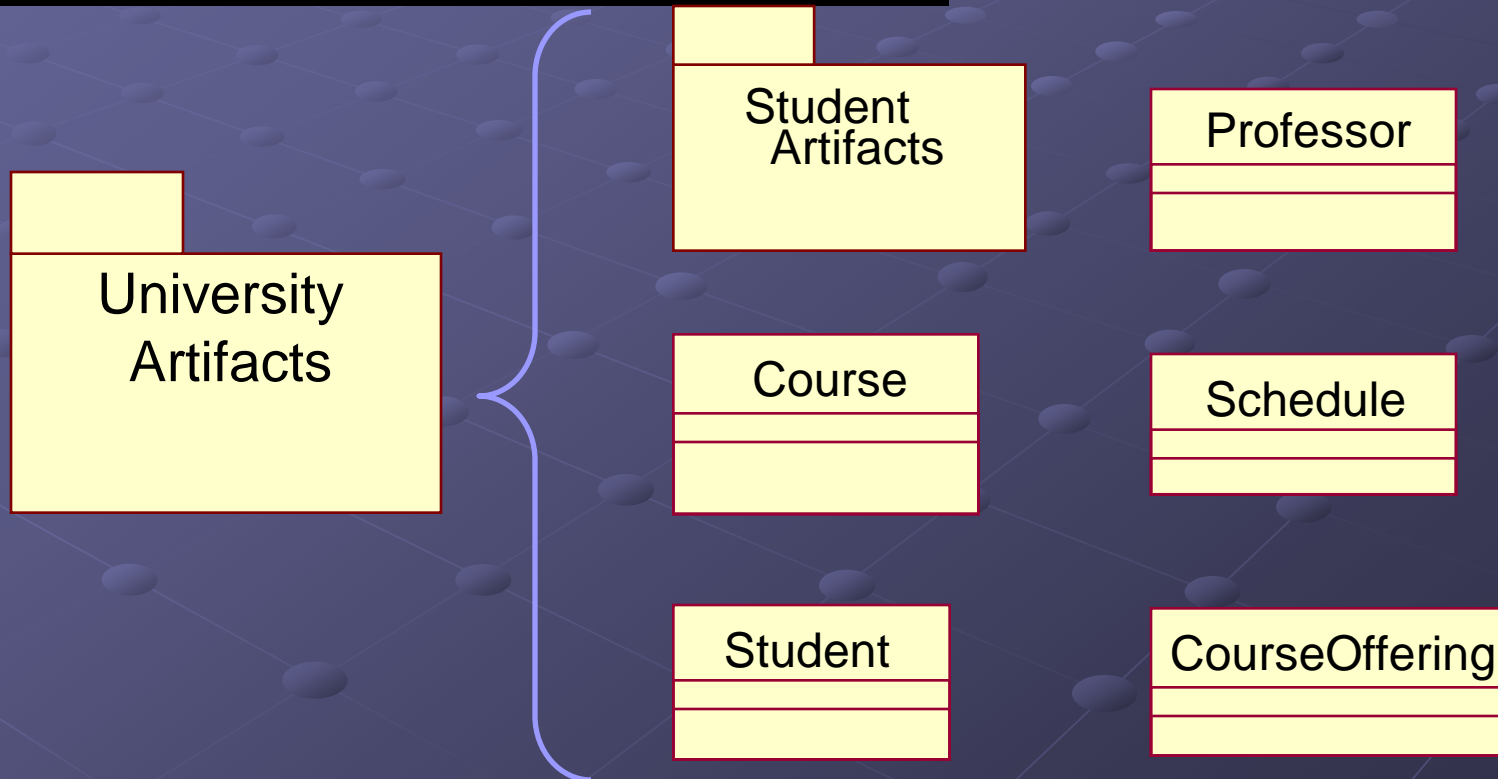 University
Artifacts
Student
Artifacts
Professor
Course
Schedule
Student
CourseOffering